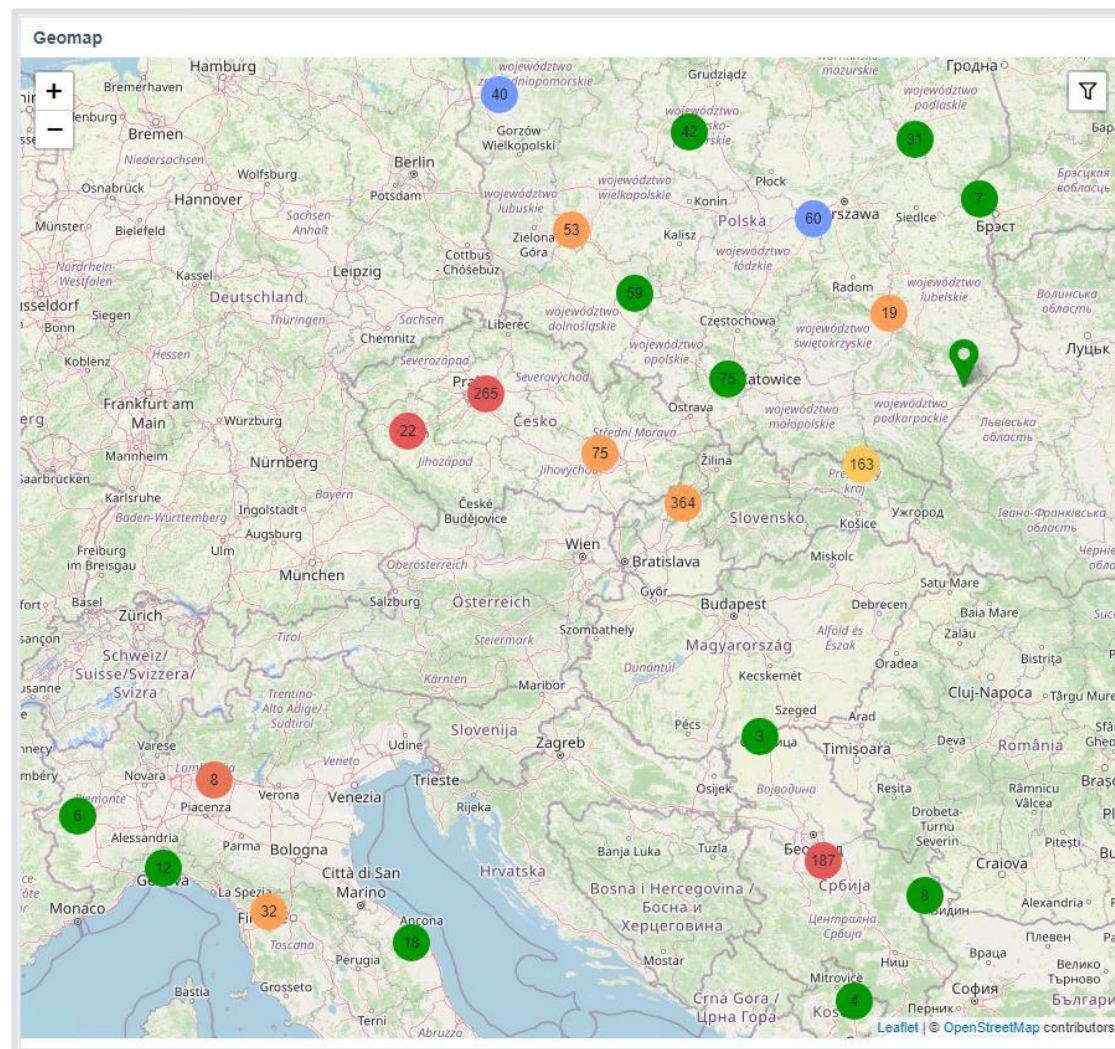 Geomap
+
−
Hamburg
Bremerhaven
województwo
Grudziądz
mazurskie
Гродна
40
województwo
podlaskie
Bremen
Gorzów
Wielkopolski
42
31
Niedersachsen
Berlin
Wolfsburg
Osnabrück
Hannover
Potsdam
województwo
lubuskie
województwo
wielkopolskie
Płock
Konin
7
Брэсцкая
вобласць
Münster
Bielefeld
Sachsen-
Anhalt
53
Zielona
Góra
Kalisz
Polska
60
Siedlce
Брэст
Nordrhein-
Westfalen
Kassel
Leipzig
Cottbus
- Chóśebuz
województwo
łódzkie
Deutschland
59
Radom
województwo
lubelskie
Волинська
область
Siegen
Bonn
Thüringen
Sachsen
Chemnitz
Liberec
województwo
dolnośląskie
Częstochowa
19
województwo
świętokrzyskie
Луцьк
Koblenz
Hessen
Severozápad
województwo
opolskie
75
Frankfurt am
Main
265
Severovýchod
Ostrava
województwo
małopolskie
województwo
podkarpackie
Львівська
область
Würzburg
22
Česko
Střední Morava
Mannheim
Nürnberg
Jihozápad
75
Žilina
163
kraj
Saarbrücken
Karlsruhe
Baden-Württemberg
Bayern
Ingolstadt
České
Budějovice
364
Slovensko
Košice
Ужгород
Івано-Франківська
область
Augsburg
Ulm
Freiburg
im Breisgau
München
Wien
Oberösterreich
Bratislava
Miskolc
Győr
Satu Mare
Basel
Zürich
Salzburg
Österreich
Budapest
Debrecen
Baia Mare
Schweiz/
Suisse/Svizzera/
Svizra
Tirol
Steiermark
Szombathely
Magyarország
Alföld és
Észak
Zalău
Oradea
Bistrița
Dunántúl
Kecskemét
Kärnten
Maribor
Trentino-
Alto Adige/
Südtirol
Cluj-Napoca
Szeged
Arad
Slovenija
Pécs
3
Varese
Udine
Zagreb
Timișoara
Deva
România
Veneto
Novara
8
Verona
Venezia
Trieste
Osijek
Војводина
Reșița
Râmnicu
Vâlcea
Piacenza
Rijeka
6
Drobeta-
Turnu
Severin
Alessandria
Parma
Bologna
Banja Luka
Tuzla
Pitești
12
Città di San
Marino
Hrvatska
187
Србија
Craiova
La Spezia
Bosna i Hercegovina /
Босна и
Херцеговина
8
Alexandria
Monaco
32
Ancona
Централна
Србија
Toscana
18
Плевен
Perugia
Mostar
Ниш
Враца
Велико
Търново
Bastia
Grosseto
Mitrovicë
София
Crna Gora /
Црна Гора
4
Перник
Terni
Abruzzo
Leaflet | © OpenStreetMap contributors